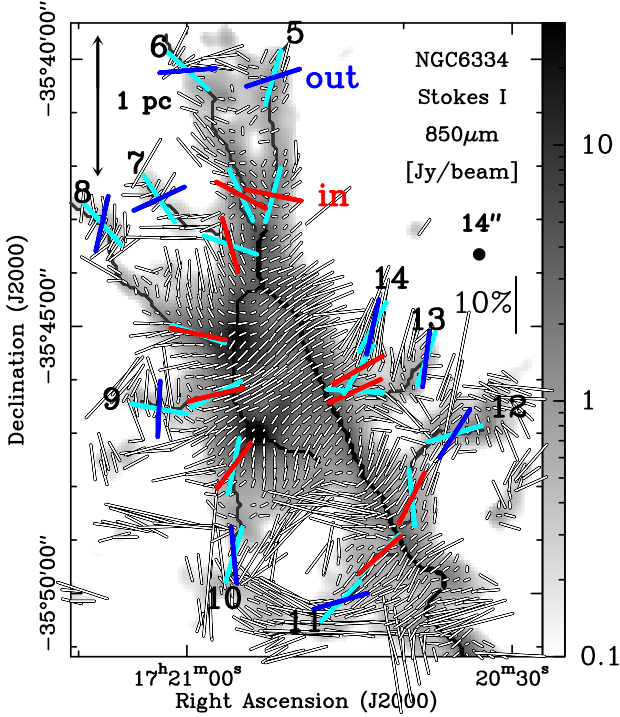 −35°40′00″
−35°45′00″
−35°50′00″
Declination (J2000)
6
5
out
1 pc
NGC6334
Stokes I
850μm
[Jy/beam]
7
8
in
14″
14
10%
13
9
12
10
11
17ʰ21ᵐ00ˢ
20ᵐ30ˢ
Right Ascension (J2000)
10
1
0.1